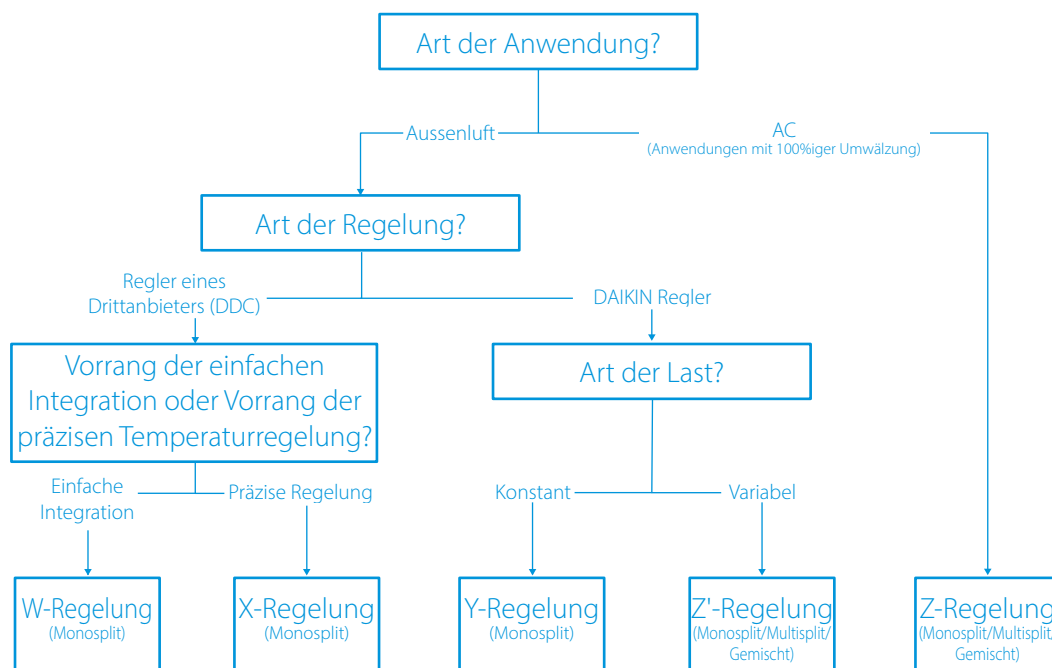 Art der Anwendung?
Aussenluft
AC
(Anwendungen mit 100%iger Umwälzung)
Art der Regelung?
Regler eines
Drittanbieters (DDC)
DAIKIN Regler
Vorrang der einfachen
Integration oder Vorrang der
präzisen Temperaturregelung?
Art der Last?
Einfache
Integration
Präzise Regelung
Konstant
Variabel
W-Regelung
(Monosplit)
X-Regelung
(Monosplit)
Y-Regelung
(Monosplit)
Z'-Regelung
(Monosplit/Multisplit/
Gemischt)
Z-Regelung
(Monosplit/Multisplit/
Gemischt)